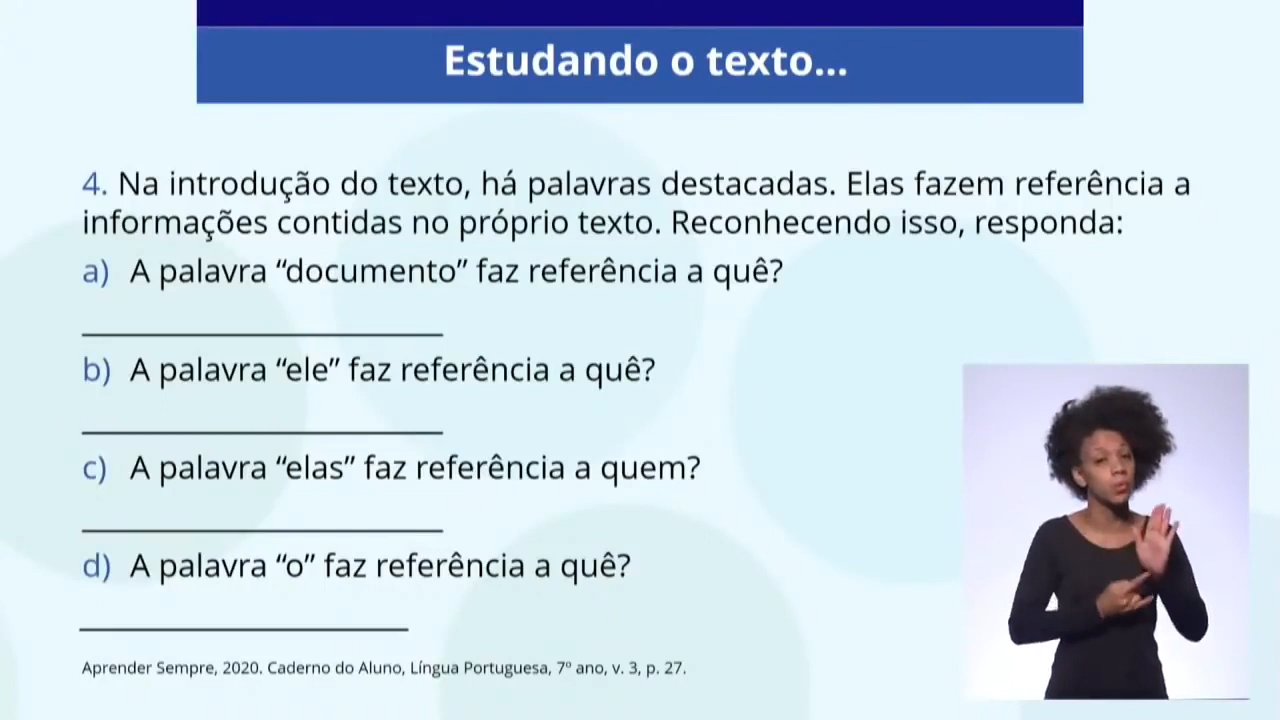 Estudando o texto...
4. Na introdução do texto, há palavras destacadas. Elas fazem referência a
informações contidas no próprio texto. Reconhecendo isso, responda:
a) A palavra “documento” faz referência a quê?
b) A palavra “ele” faz referência a quê?
c) A palavra “elas” faz referência a quem?
d) A palavra “o” faz referência a quê?
Aprender Sempre, 2020. Caderno do Aluno, Língua Portuguesa, 7º ano, v. 3, p. 27.